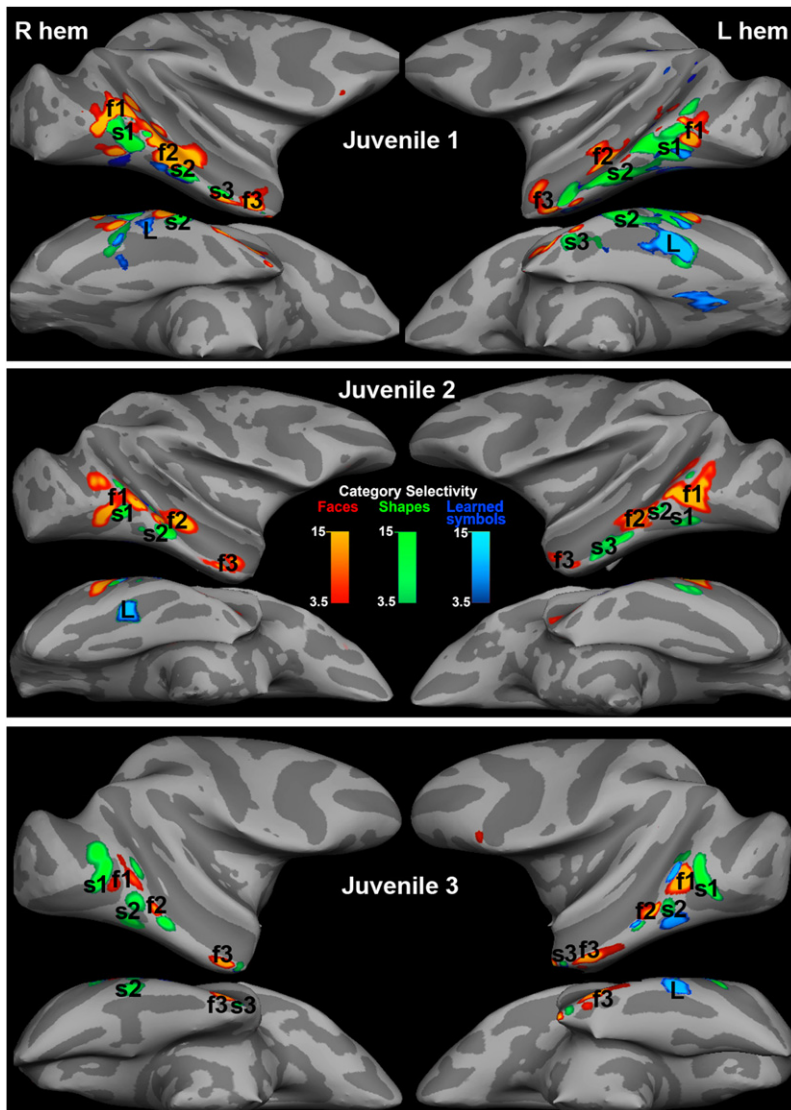 R hem L hem
f1
s1
f2
s2
s3
f3
Juvenile 1
f1
s1
f2
s2
f3
L
s2
s2
s3
L
Juvenile 2
f1
s1
f2
s2
f3
f1
s2
f2
s1
s3
f3
Category Selectivity
Faces Shapes Learned
symbols
15 15 15
3.5 3.5 3.5
L
Juvenile 3
s1
f1
s2
f2
f3
f1
s1
f2
s2
s3
f3
s2
f3
s3
f3
L